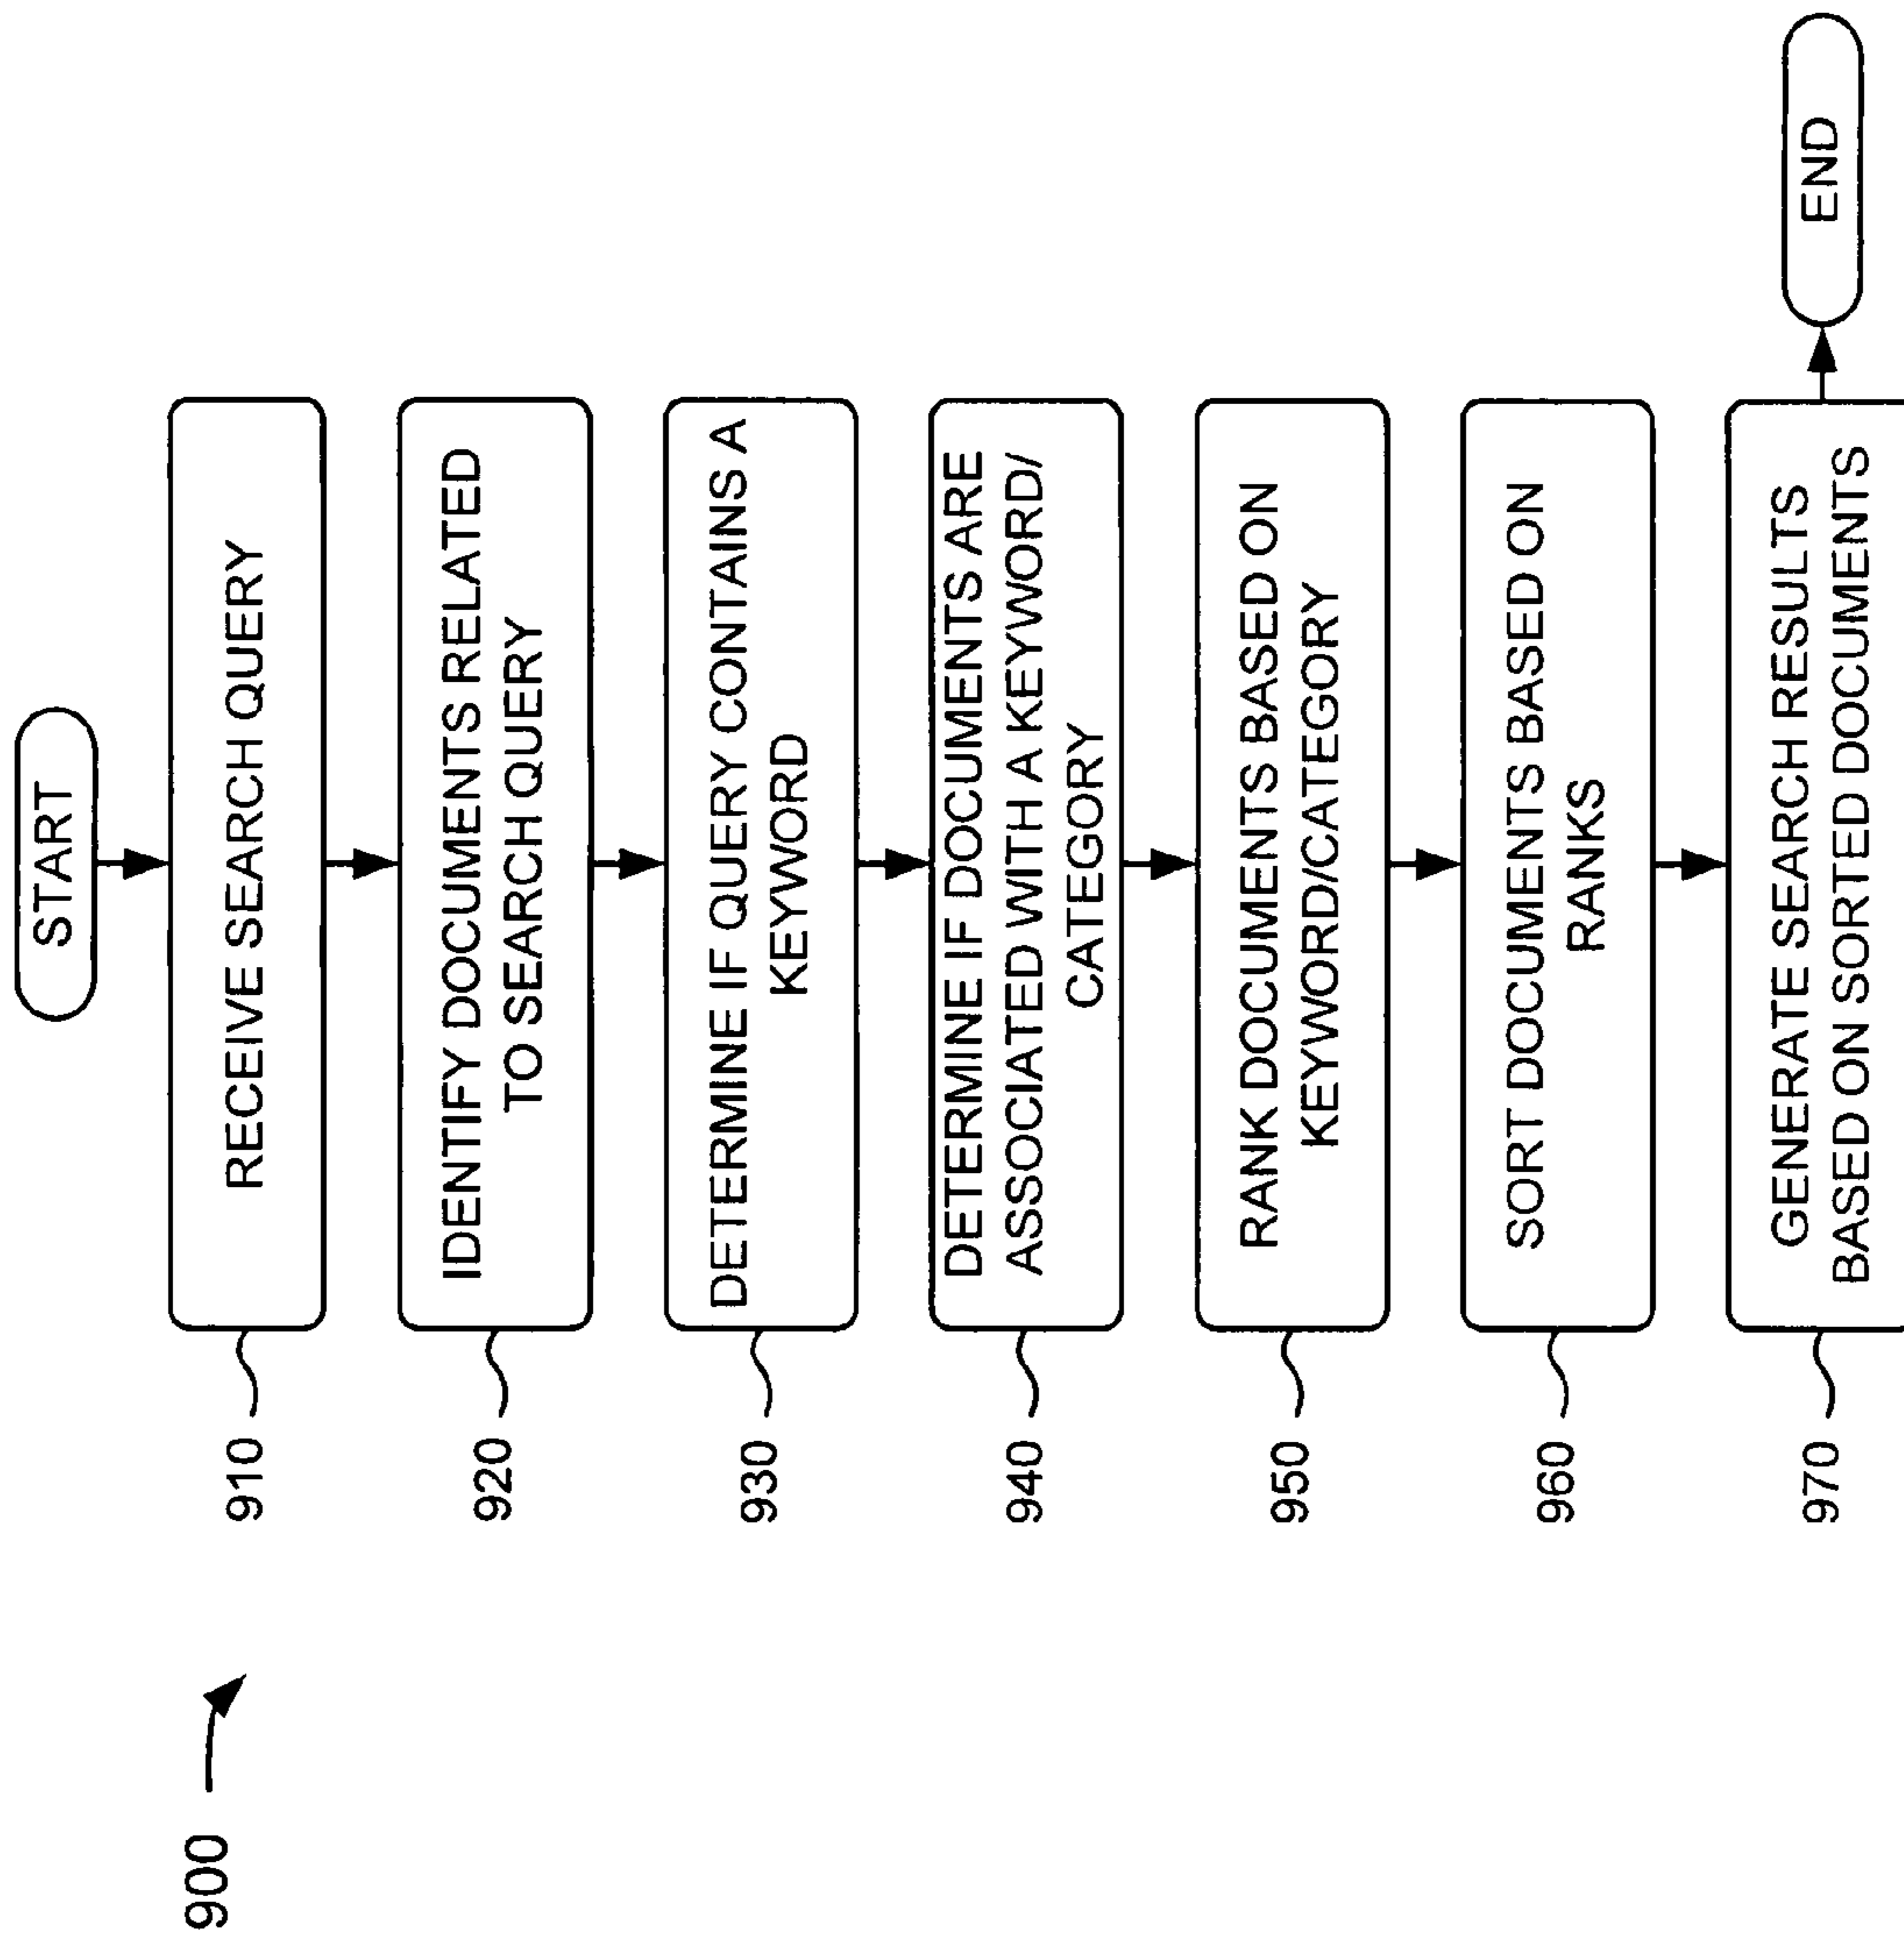 900
START
910
RECEIVE SEARCH QUERY
920
IDENTIFY DOCUMENTS RELATED
TO SEARCH QUERY
930
DETERMINE IF QUERY CONTAINS A
KEYWORD
940
DETERMINE IF DOCUMENTS ARE
ASSOCIATED WITH A KEYWORD/
CATEGORY
950
RANK DOCUMENTS BASED ON
KEYWORD/CATEGORY
960
SORT DOCUMENTS BASED ON
RANKS
970
GENERATE SEARCH RESULTS
BASED ON SORTED DOCUMENTS
END